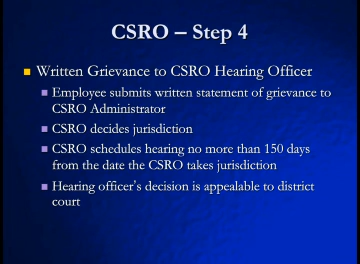 CSRO – Step 4
Written Grievance to CSRO Hearing Officer
Employee submits written statement of grievance to
CSRO Administrator
CSRO decides jurisdiction
CSRO schedules hearing no more than 150 days
from the date the CSRO takes jurisdiction
Hearing officer's decision is appealable to district
court